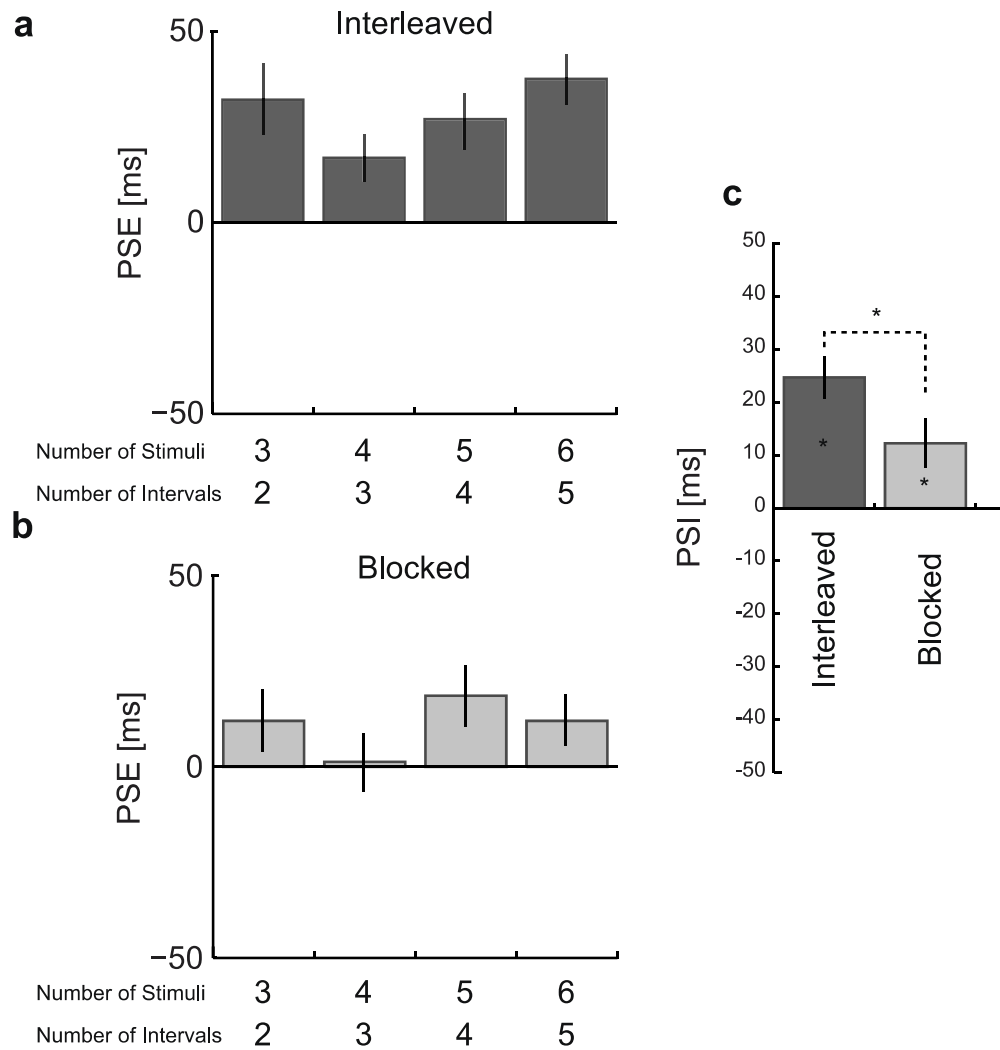 a
Interleaved
50
PSE [ms]
0
−50
Number of Stimuli 3 4 5 6
Number of Intervals 2 3 4 5
b
Blocked
50
PSE [ms]
0
−50
Number of Stimuli 3 4 5 6
Number of Intervals 2 3 4 5
c
50
40
*
30
20
10
* *
0
PSI [ms]
-10
-20
-30
-40
-50
Interleaved
Blocked